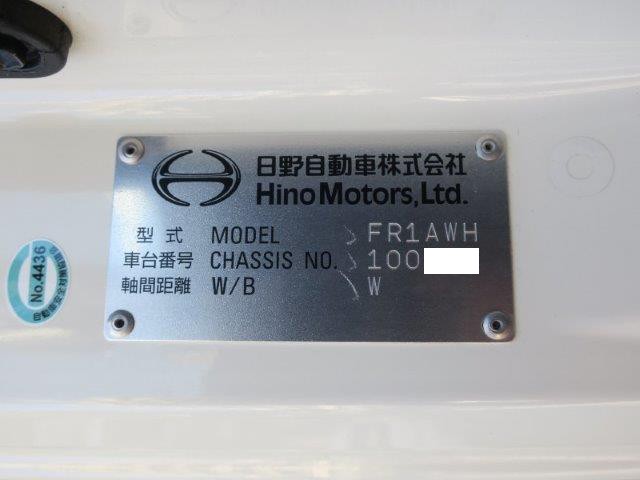 日野自動車株式会社
Hino Motors, Ltd.
型式 MODEL FR1AWH
車台番号 CHASSIS NO. 100
軸間距離 W/B W
No.4436